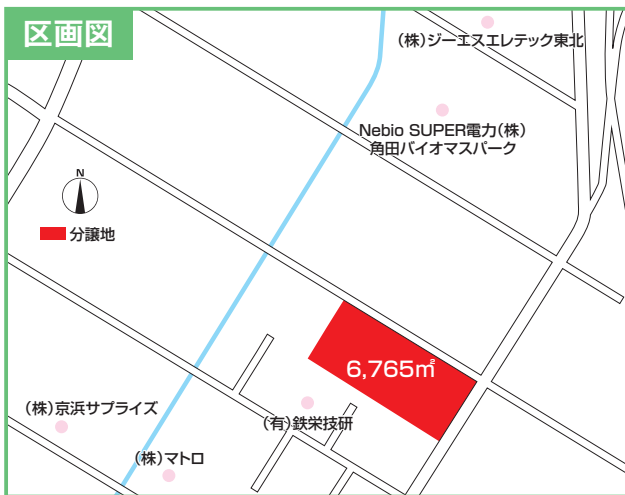 区画図
(株)ジーエスエレテック東北
Nebio SUPER電力(株)
角田バイオマスパーク
N
分譲地
6,765㎡
(株)京浜サプライズ
(有)鉄栄技研
(株)マトロ